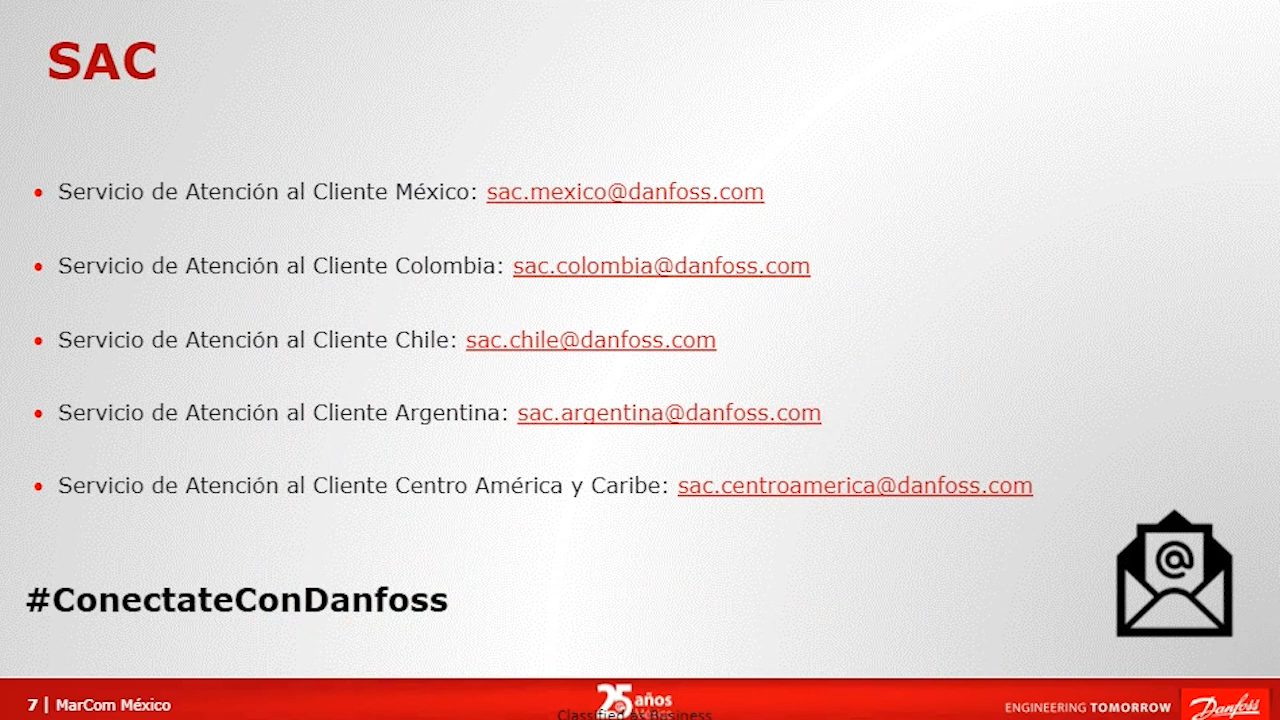 SAC
• Servicio de Atención al Cliente México: sac.mexico@danfoss.com
• Servicio de Atención al Cliente Colombia: sac.colombia@danfoss.com
• Servicio de Atención al Cliente Chile: sac.chile@danfoss.com
• Servicio de Atención al Cliente Argentina: sac.argentina@danfoss.com
• Servicio de Atención al Cliente Centro América y Caribe: sac.centroamerica@danfoss.com
@
#ConectateConDanfoss
7 | MarCom México
25 años
Classified as Business
ENGINEERING TOMORROW
Danfoss